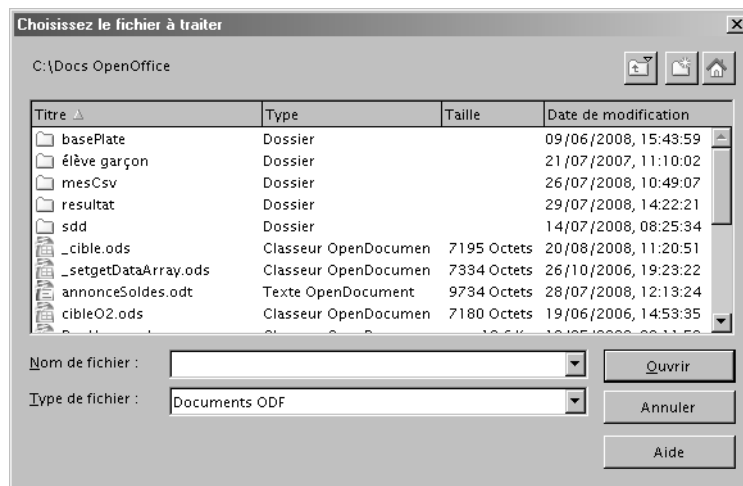 Choisissez le fichier à traiter
C:\Docs OpenOffice
Titre Type Taille Date de modification
basePlate Dossier 09/06/2008, 15:43:59
élève garçon Dossier 21/07/2007, 11:10:02
mesCsv Dossier 26/07/2008, 10:49:07
resultat Dossier 29/07/2008, 14:22:21
sdd Dossier 14/07/2008, 08:25:34
_cible.ods Classeur OpenDocumen 7195 Octets 20/08/2008, 11:20:51
_setgetDataArray.ods Classeur OpenDocumen 7334 Octets 26/10/2006, 19:23:22
annonceSoldes.odt Texte OpenDocument 9734 Octets 28/07/2008, 12:13:24
cibleO2.ods Classeur OpenDocumen 7180 Octets 19/06/2006, 14:53:35
Nom de fichier :
Ouvrir
Type de fichier : Documents ODF
Annuler
Aide